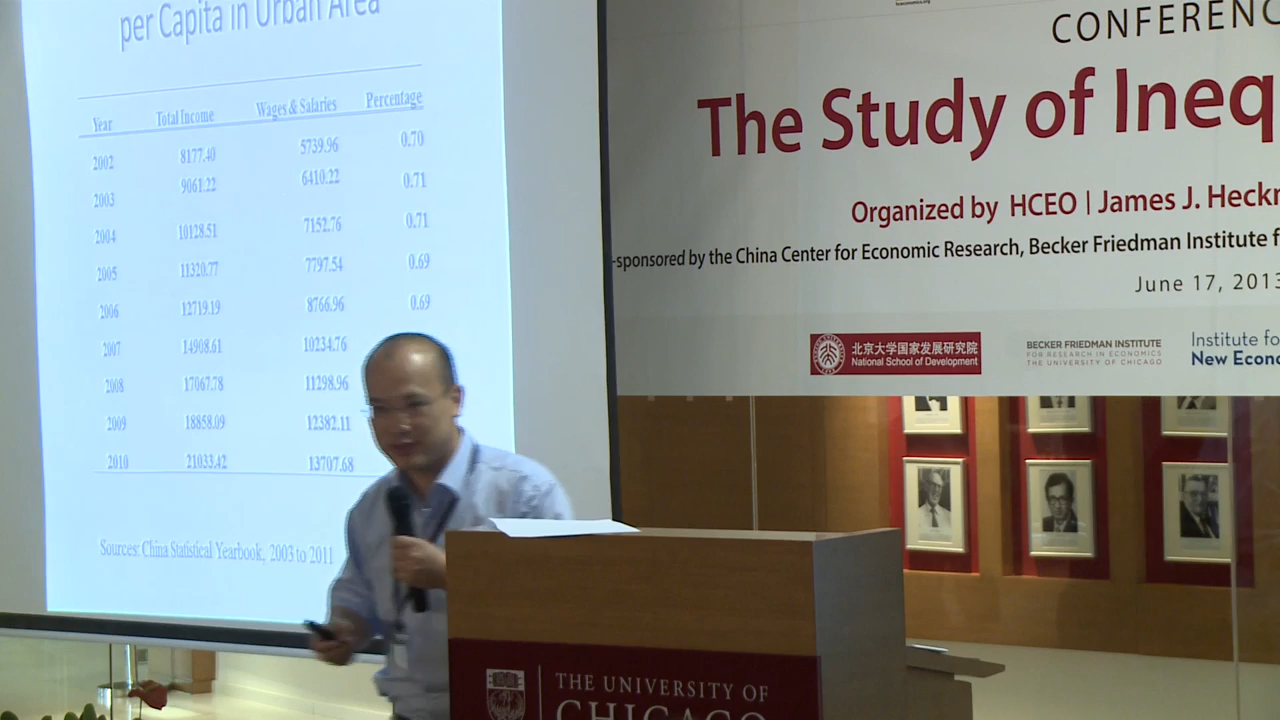 per Capita in Urban Area
Year Total Income Wages & Salaries Percentage
2002 8177.40 5739.96 0.70
2003 9061.22 6410.22 0.71
2004 10128.51 7152.76 0.71
2005 11320.77 7797.54 0.69
2006 12719.19 8766.96 0.69
2007 14908.61 10234.76
2008 17067.78 11298.96
2009 18858.09 12382.11
2010 21033.42 13707.68
Sources: China Statistical Yearbook, 2003 to 2011
CONFERENC
The Study of Ineq
Organized by HCEO | James J. Heckm
-sponsored by the China Center for Economic Research, Becker Friedman Institute f
June 17, 2013
北京大学国家发展研究院
National School of Development
BECKER FRIEDMAN INSTITUTE
FOR RESEARCH IN ECONOMICS
THE UNIVERSITY OF CHICAGO
Institute fo
New Econo
THE UNIVERSITY OF
CHICAGO